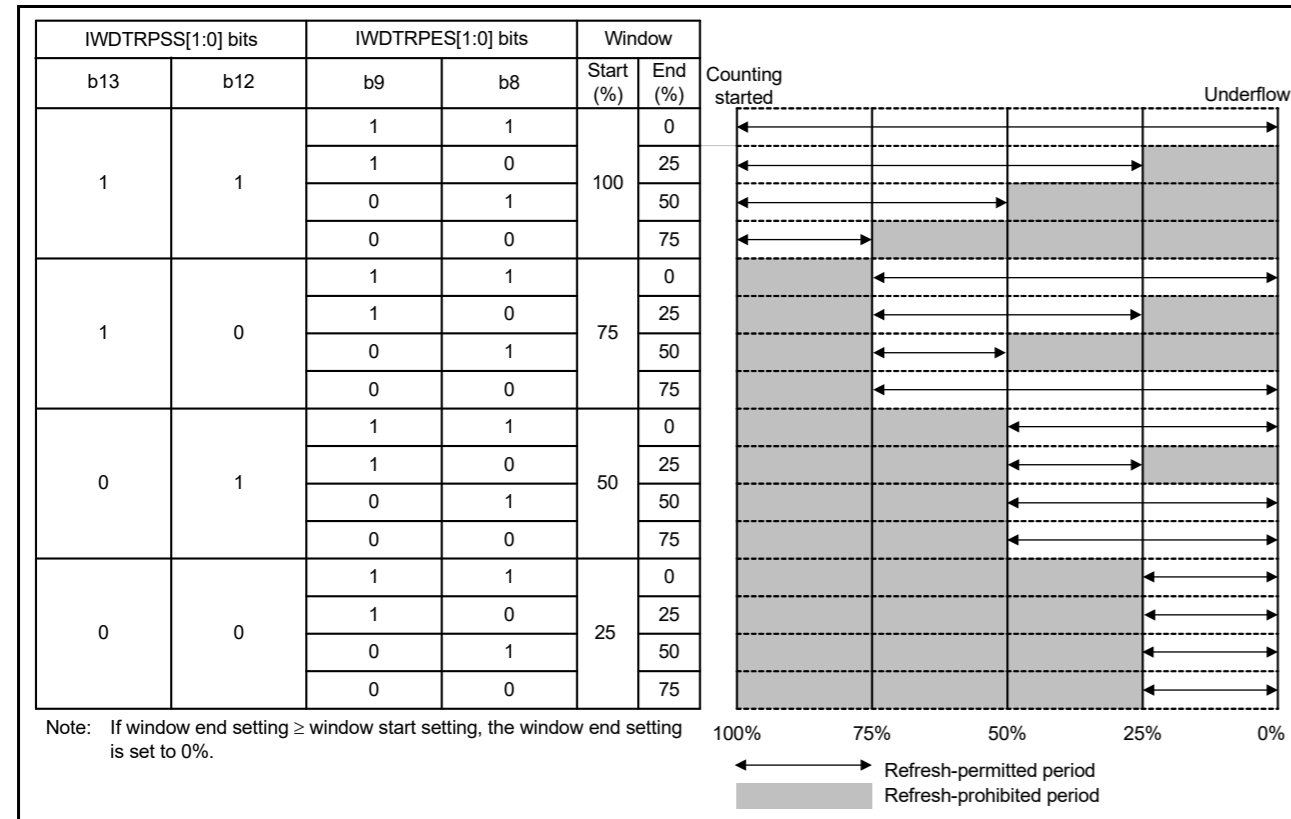 IWDTRPSS[1:0] bits IWDTRPES[1:0] bits Window
b13 b12 b9 b8 Start (%) End (%)
Counting started Underflow
1 1 100
1 1 0
1 0 25
0 1 50
0 0 75
1 0 75
1 1 0
1 0 25
0 1 50
0 0 75
0 1 50
1 1 0
1 0 25
0 1 50
0 0 75
0 0 25
1 1 0
1 0 25
0 1 50
0 0 75
Note: If window end setting ≥ window start setting, the window end setting
is set to 0%.
100% 75% 50% 25% 0%
Refresh-permitted period
Refresh-prohibited period